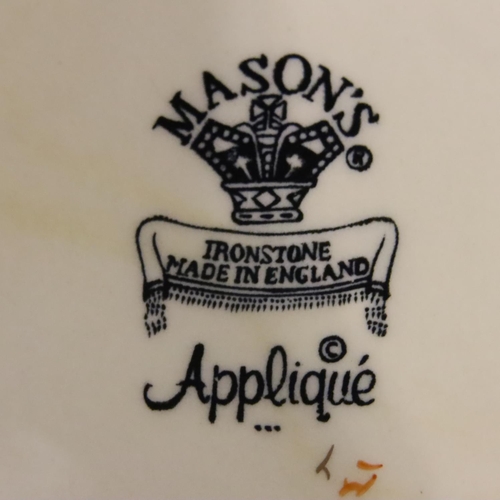 MASON'S
®
IRONSTONE
MADE IN ENGLAND
©
Appliqué
...